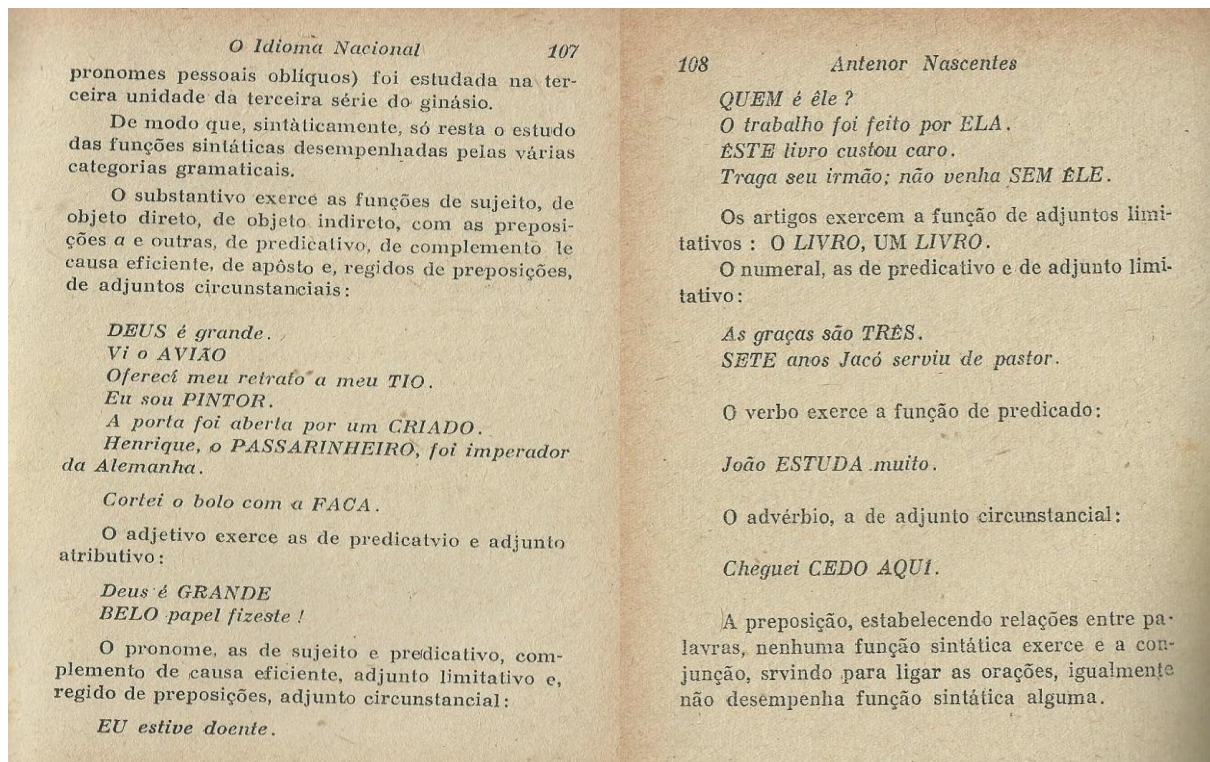 O Idioma Nacional 107
pronomes pessoais oblíquos) foi estudada na ter-
ceira unidade da terceira série do ginásio.
De modo que, sintàticamente, só resta o estudo
das funções sintáticas desempenhadas pelas várias
categorias gramaticais.
O substantivo exerce as funções de sujeito, de
objeto direto, de objeto indireto, com as preposi-
ções a e outras, de predicativo, de complemento le
causa eficiente, de apôsto e, regidos de preposições,
de adjuntos circunstanciais:
DEUS é grande.
Vi o AVIÃO
Oferecí meu retrato a meu TIO.
Eu sou PINTOR.
A porta foi aberta por um CRIADO.
Henrique, o PASSARINHEIRO, foi imperador
da Alemanha.
Cortei o bolo com a FACA.
O adjetivo exerce as de predicatvio e adjunto
atributivo:
Deus é GRANDE
BELO papel fizeste !
O pronome, as de sujeito e predicativo, com-
plemento de causa eficiente, adjunto limitativo e,
regido de preposições, adjunto circunstancial:
EU estive doente.
108 Antenor Nascentes
QUEM é êle ?
O trabalho foi feito por ELA.
ÊSTE livro custou caro.
Traga seu irmão; não venha SEM ÊLE.
Os artigos exercem a função de adjuntos limi-
tativos : O LIVRO, UM LIVRO.
O numeral, as de predicativo e de adjunto limi-
tativo:
As graças são TRÊS.
SETE anos Jacó serviu de pastor.
O verbo exerce a função de predicado:
João ESTUDA muito.
O advérbio, a de adjunto circunstancial:
Cheguei CEDO AQUÍ.
A preposição, estabelecendo relações entre pa-
lavras, nenhuma função sintática exerce e a con-
junção, srvindo para ligar as orações, igualmente
não desempenha função sintática alguma.